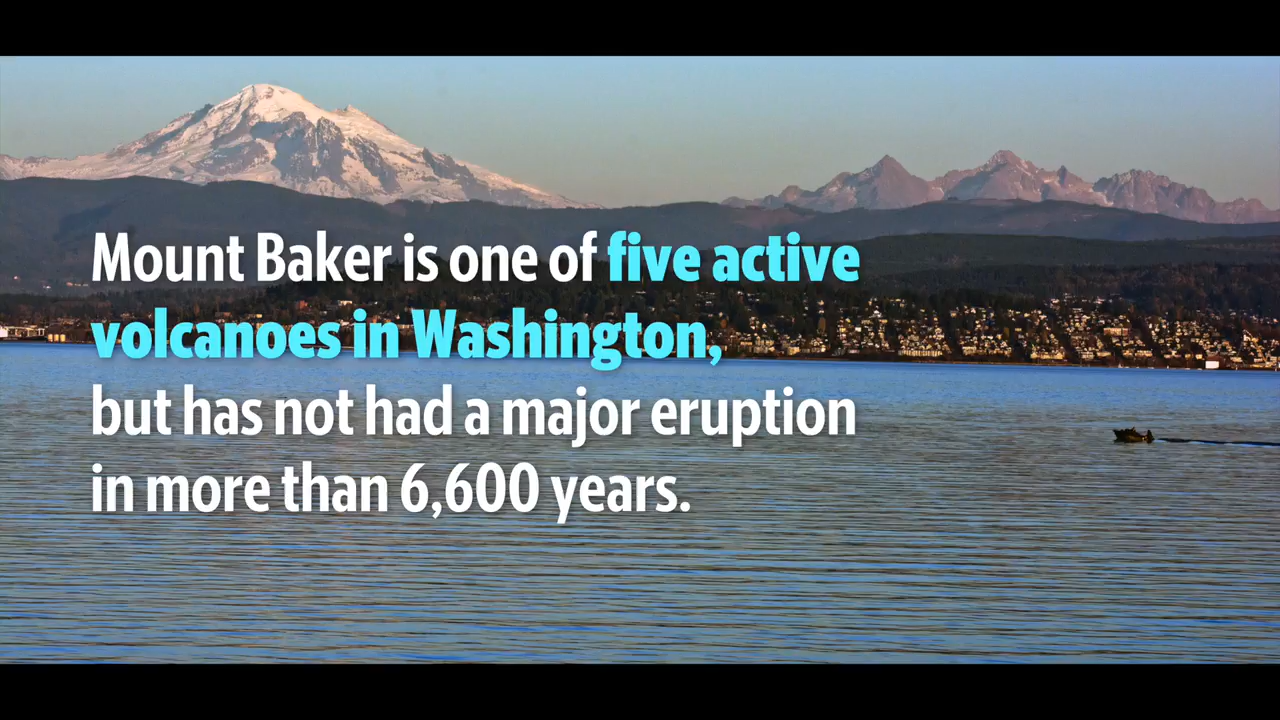 Mount Baker is one of five active
volcanoes in Washington,
but has not had a major eruption
in more than 6,600 years.